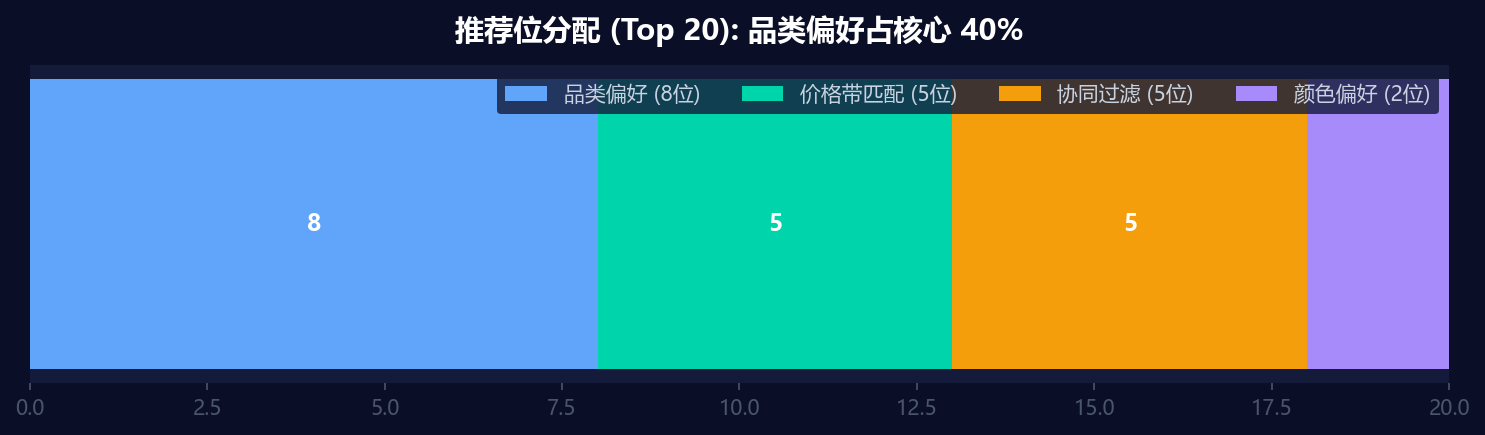 推荐位分配 (Top 20): 品类偏好占核心 40%
品类偏好 (8位) 价格带匹配 (5位) 协同过滤 (5位) 颜色偏好 (2位)
8 5 5
0.0 2.5 5.0 7.5 10.0 12.5 15.0 17.5 20.0